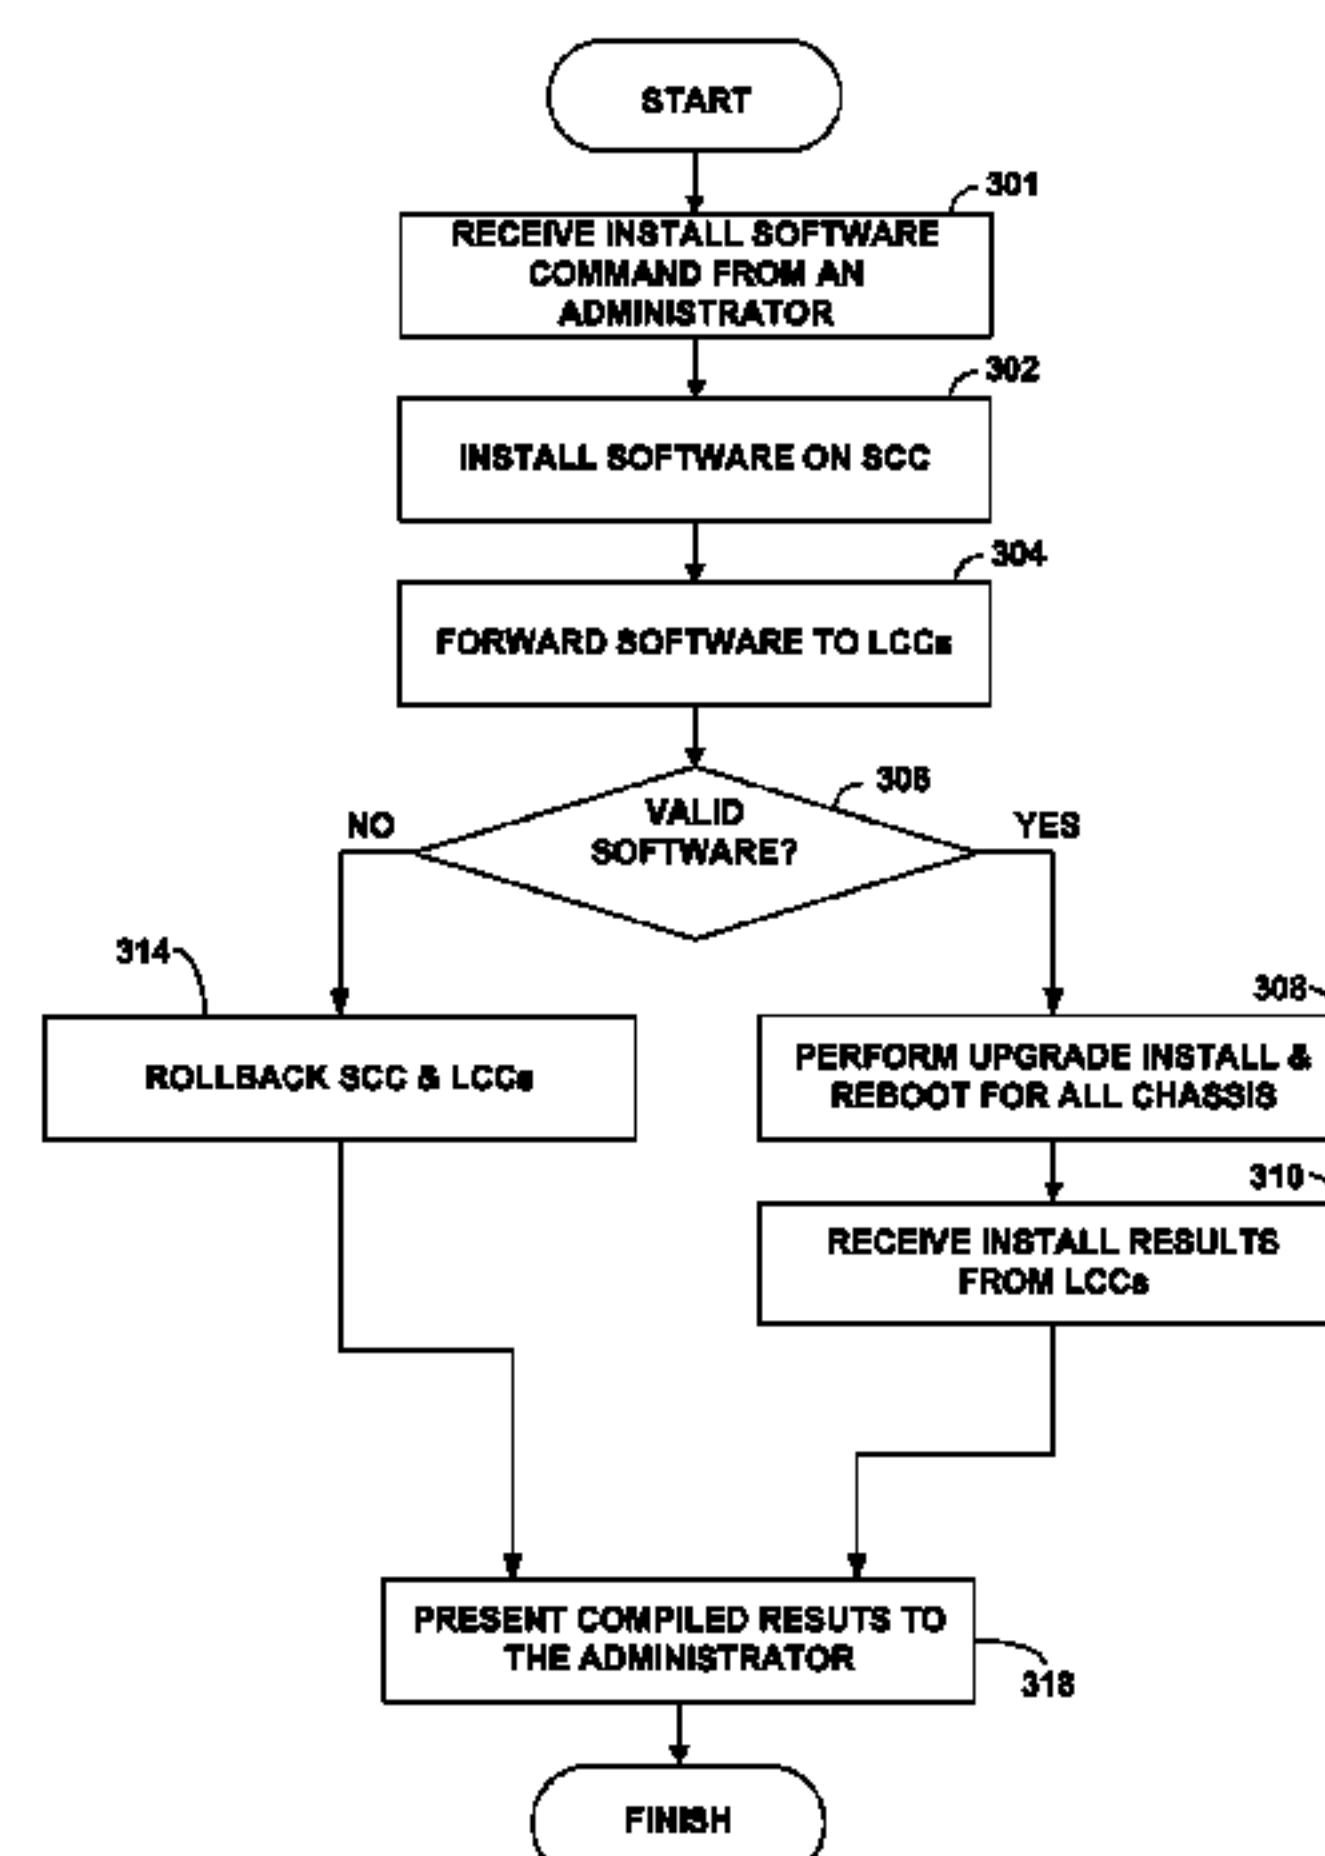 START
301
RECEIVE INSTALL SOFTWARE
COMMAND FROM AN
ADMINISTRATOR
302
INSTALL SOFTWARE ON SCC
304
FORWARD SOFTWARE TO LCCs
306
VALID
SOFTWARE?
NO
YES
314
ROLLBACK SCC & LCCs
308
PERFORM UPGRADE INSTALL &
REBOOT FOR ALL CHASSIS
310
RECEIVE INSTALL RESULTS
FROM LCCs
PRESENT COMPILED RESUTS TO
THE ADMINISTRATOR
318
FINISH